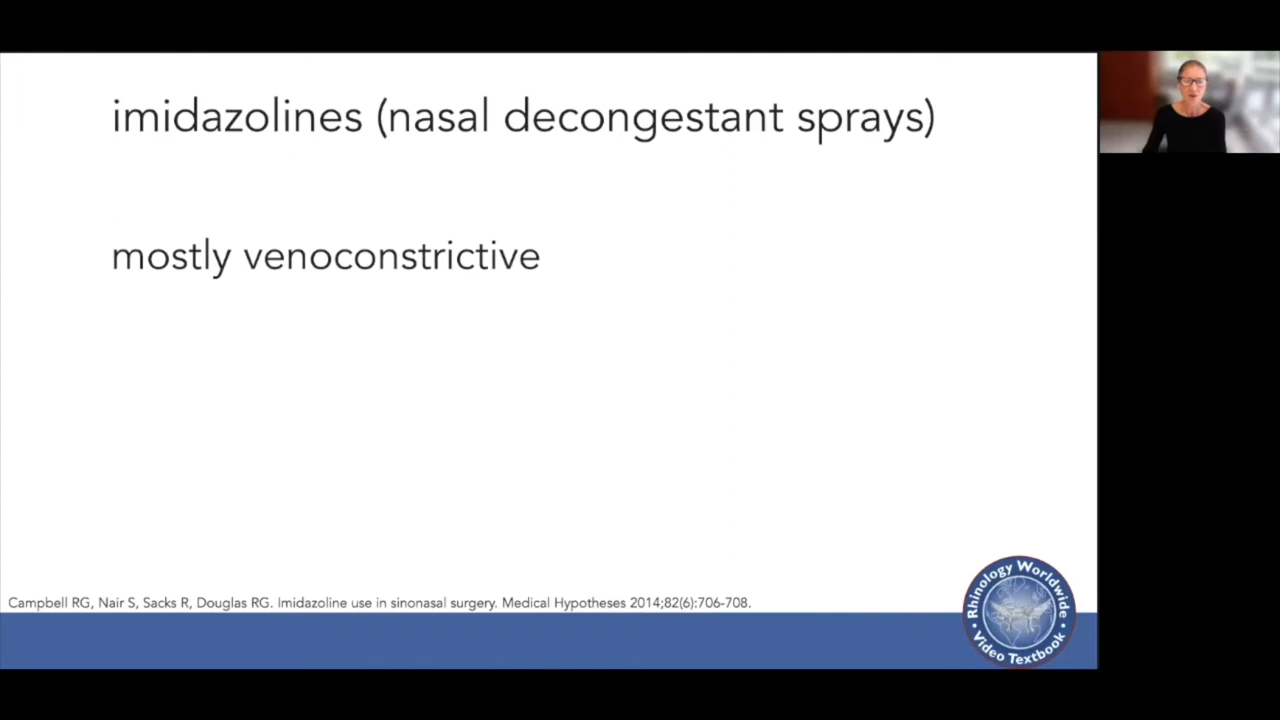 imidazolines (nasal decongestant sprays)
mostly venoconstrictive
Campbell RG, Nair S, Sacks R, Douglas RG. Imidazoline use in sinonasal surgery. Medical Hypotheses 2014;82(6):706-708.
Rhinology Worldwide
• Video Textbook •